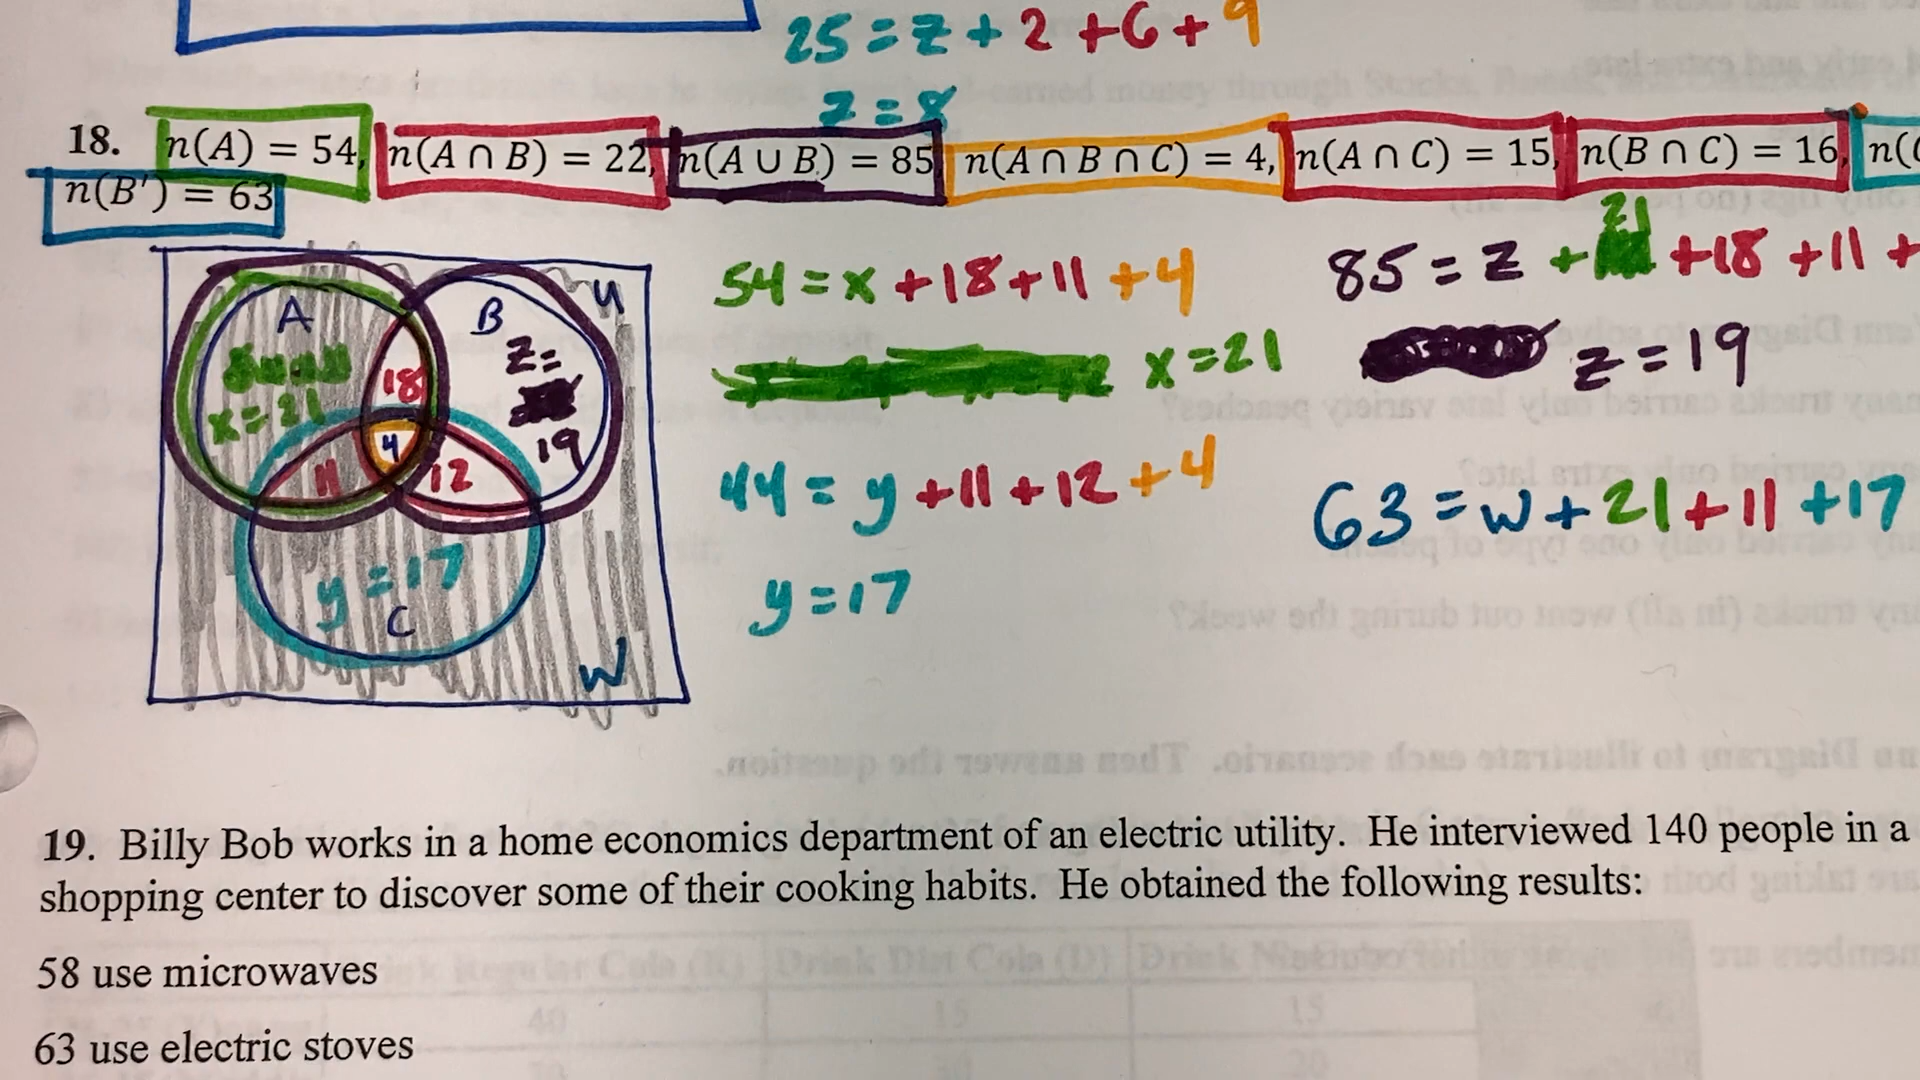 25 = z + 2 + 6 + 9
z = 8
18. n(A) = 54, n(A ∩ B) = 22, n(A ∪ B) = 85 n(A ∩ B ∩ C) = 4, n(A ∩ C) = 15, n(B ∩ C) = 16, n(
n(B′) = 63
A
B
U
x = 21
18
z =
19
4
11
12
y = 17
C
W
54 = x + 18 + 11 + 4
x = 21
44 = y + 11 + 12 + 4
y = 17
21
85 = z + + 18 + 11 +
z = 19
63 = w + 21 + 11 + 17
19. Billy Bob works in a home economics department of an electric utility. He interviewed 140 people in a
shopping center to discover some of their cooking habits. He obtained the following results:
58 use microwaves
63 use electric stoves